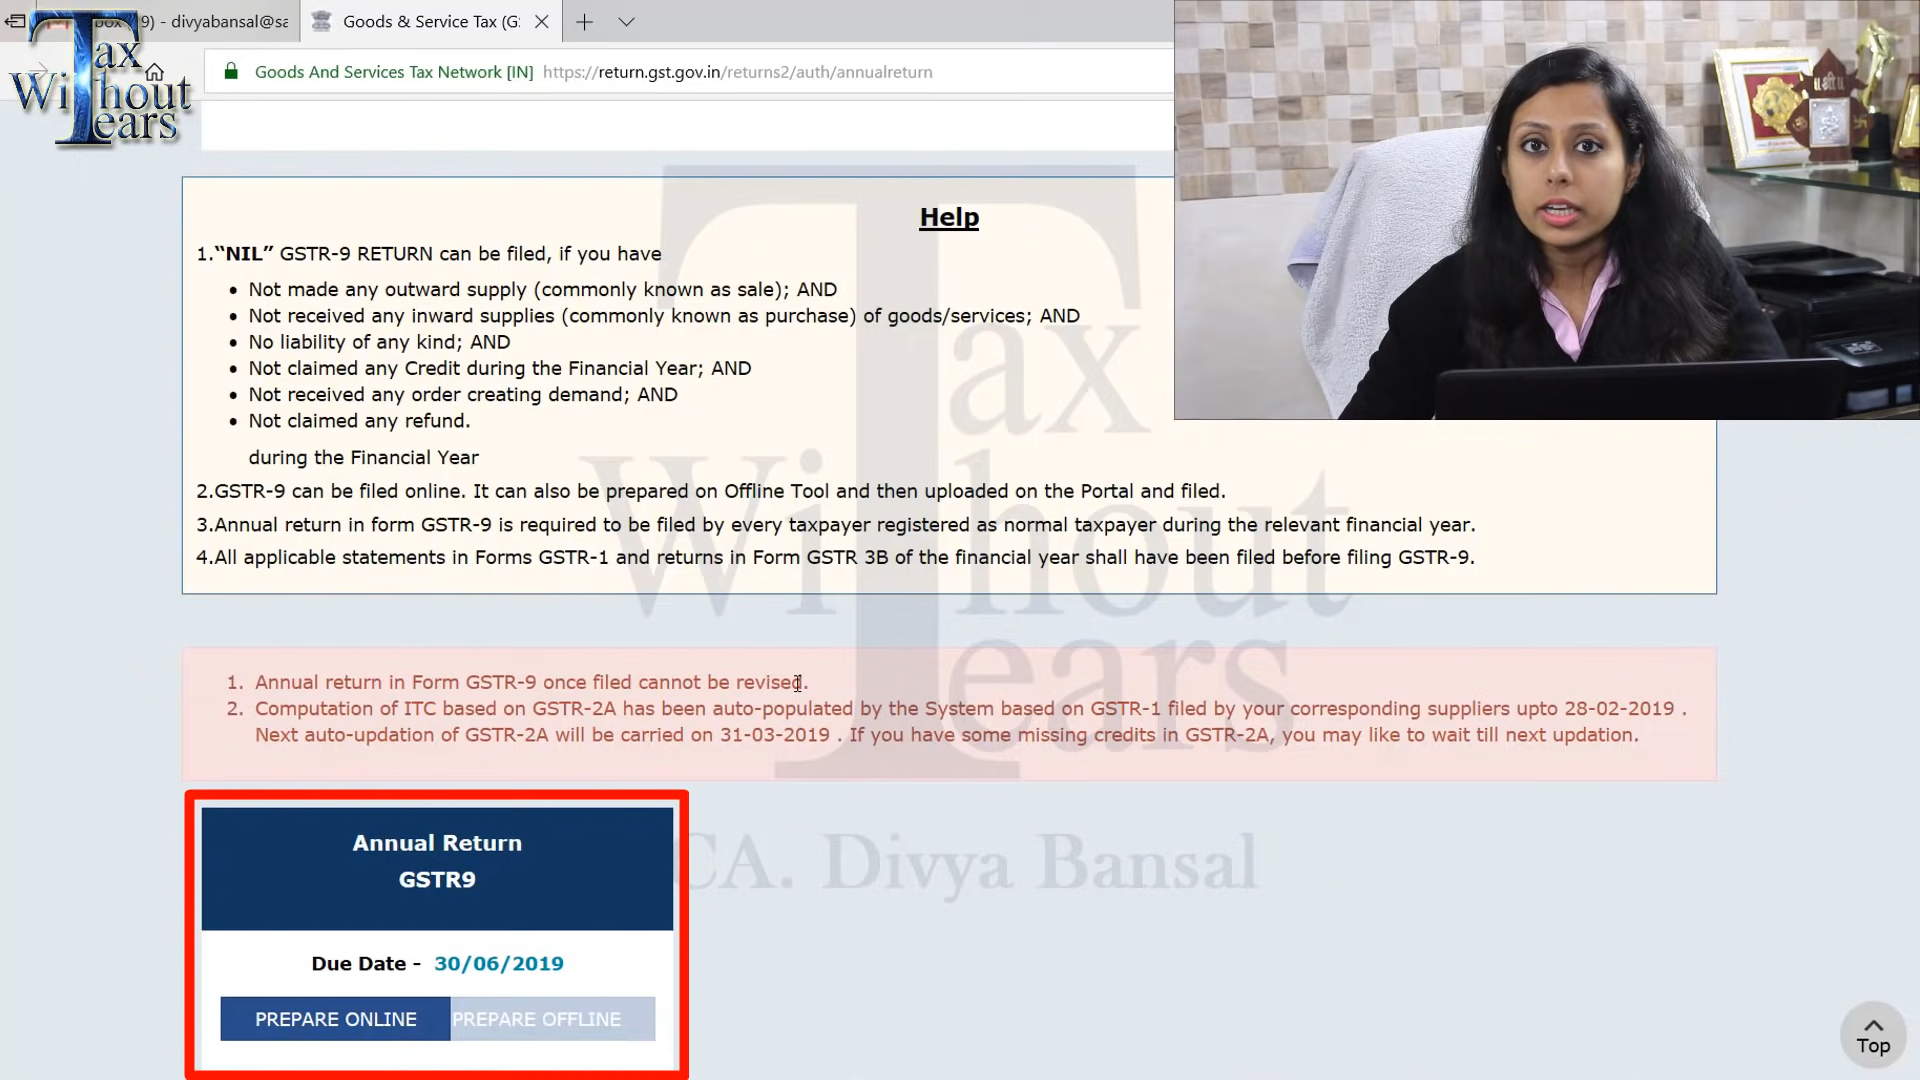 box (9) - divyabansal@sa
Goods & Service Tax (GS
Goods And Services Tax Network [IN] https://return.gst.gov.in/returns2/auth/annualreturn
Tax
Without
Tears
Help
1.“NIL” GSTR-9 RETURN can be filed, if you have
• Not made any outward supply (commonly known as sale); AND
• Not received any inward supplies (commonly known as purchase) of goods/services; AND
• No liability of any kind; AND
• Not claimed any Credit during the Financial Year; AND
• Not received any order creating demand; AND
• Not claimed any refund.
during the Financial Year
2.GSTR-9 can be filed online. It can also be prepared on Offline Tool and then uploaded on the Portal and filed.
3.Annual return in form GSTR-9 is required to be filed by every taxpayer registered as normal taxpayer during the relevant financial year.
4.All applicable statements in Forms GSTR-1 and returns in Form GSTR 3B of the financial year shall have been filed before filing GSTR-9.
Tax
Without
Tears
CA. Divya Bansal
1. Annual return in Form GSTR-9 once filed cannot be revised.
2. Computation of ITC based on GSTR-2A has been auto-populated by the System based on GSTR-1 filed by your corresponding suppliers upto 28-02-2019 .
Next auto-updation of GSTR-2A will be carried on 31-03-2019 . If you have some missing credits in GSTR-2A, you may like to wait till next updation.
Annual Return
GSTR9
Due Date - 30/06/2019
PREPARE ONLINE PREPARE OFFLINE
Top